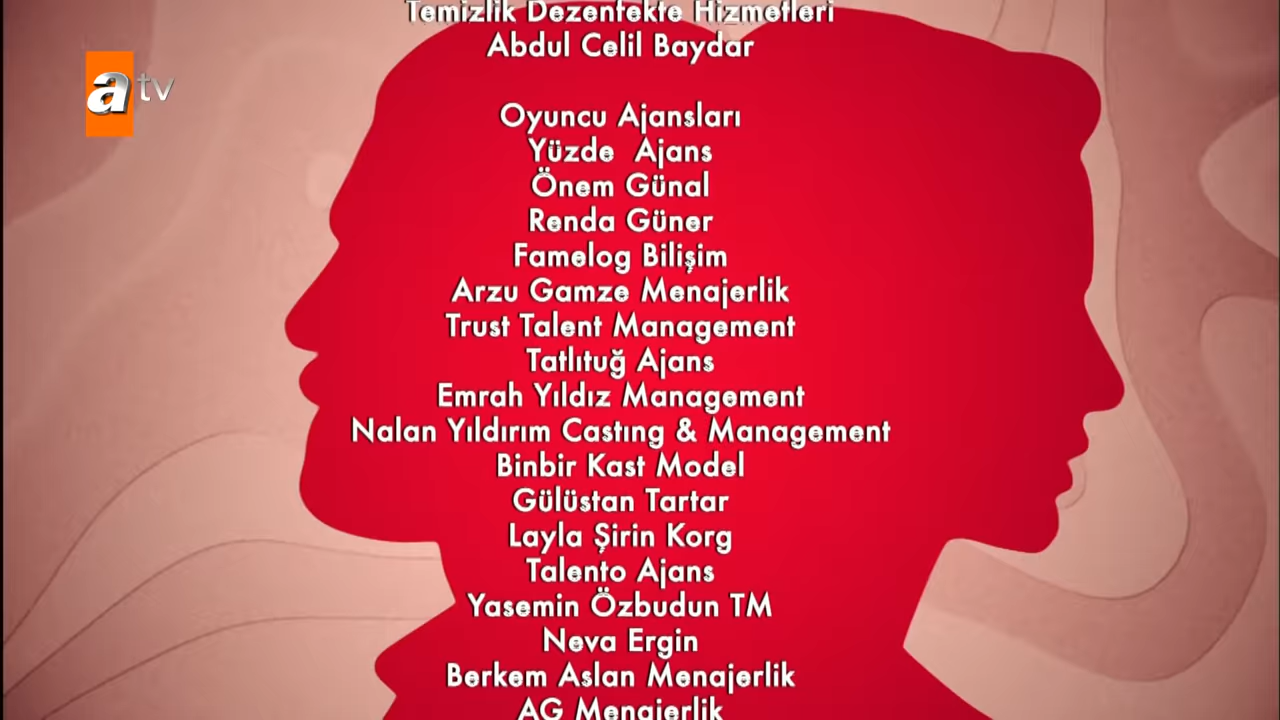 Temizlik Dezenfekte Hizmetleri
Abdul Celil Baydar
a tv
Oyuncu Ajansları
Yüzde Ajans
Önem Günal
Renda Güner
Famelog Bilişim
Arzu Gamze Menajerlik
Trust Talent Management
Tatlıtuğ Ajans
Emrah Yıldız Management
Nalan Yıldırım Castıng & Management
Binbir Kast Model
Gülüstan Tartar
Layla Şirin Korg
Talento Ajans
Yasemin Özbudun TM
Neva Ergin
Berkem Aslan Menajerlik
AG Menajerlik